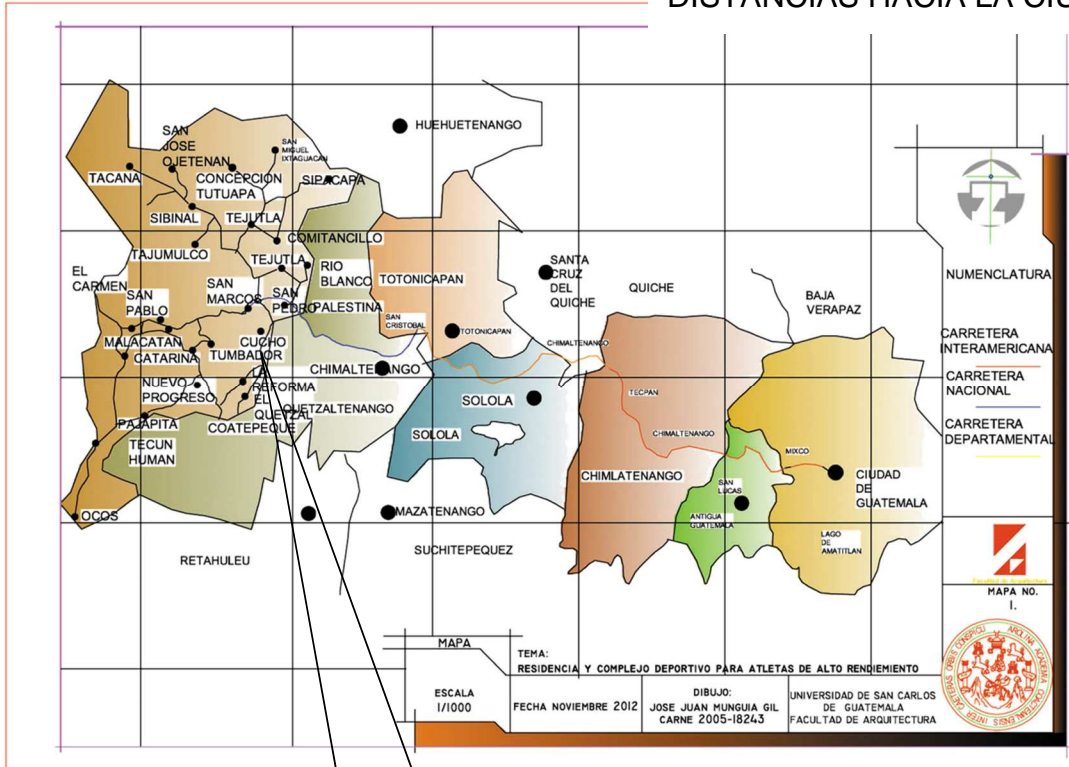 DISTANCIAS HACIA LA
HUEHUETENANGO
SAN
JOSE
OJETENAN
SAN
MIGUEL
IXTAGUACAN
TACANA
CONCEPCION
TUTUAPA
SIPACAPA
SIBINAL
TEJUTLA
COMITANCILLO
TAJUMULCO
TEJUTLA
RIO
BLANCO
TOTONICAPAN
SANTA
CRUZ
DEL
QUICHE
QUICHE
BAJA
VERAPAZ
EL
CARMEN
SAN
PABLO
SAN
MARCOS
SAN
PEDRO
PALESTINA
SAN
CRISTOBAL
TOTONICAPAN
CHIMALTENANGO
MALACATAN
CATARINA
CUCHO
TUMBADOR
CHIMALTENANGO
NUEVO
PROGRESO
LA
REFORMA
EL
QUETZAL
QUETZALTENANGO
COATEPEQUE
PAJAPITA
TECUN
HUMAN
OCOS
SOLOLA
SOLOLA
TECPAN
CHIMALTENANGO
CHIMLATENANGO
MIXCO
SAN
LUCAS
ANTIGUA
GUATEMALA
CIUDAD
DE
GUATEMALA
LAGO
DE
AMATITLAN
MAZATENANGO
RETAHULEU
SUCHITEPEQUEZ
NUMENCLATURA
CARRETERA
INTERAMERICANA
CARRETERA
NACIONAL
CARRETERA
DEPARTAMENTAL
Facultad de Arquitectura
MAPA NO.
1.
MAPA
TEMA:
RESIDENCIA Y COMPLEJO DEPORTIVO PARA ATLETAS DE ALTO RENDIMIENTO
ESCALA
1/1000
FECHA NOVIEMBRE 2012
DIBUJO:
JOSE JUAN MUNGUIA GIL
CARNE 2005-18243
UNIVERSIDAD DE SAN CARLOS
DE GUATEMALA
FACULTAD DE ARQUITECTURA